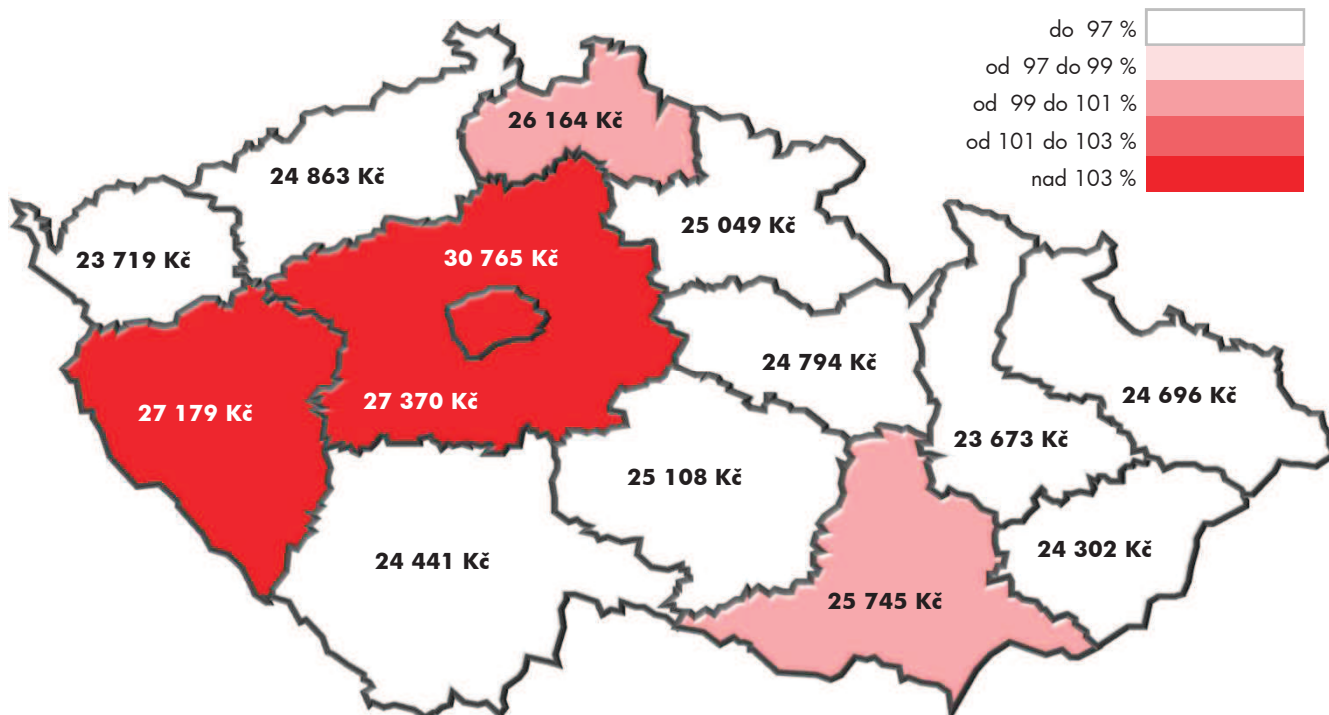 do 97 %
od 97 do 99 %
od 99 do 101 %
od 101 do 103 %
nad 103 %
26 164 Kč
24 863 Kč
25 049 Kč
23 719 Kč
30 765 Kč
24 794 Kč
27 179 Kč
27 370 Kč
24 696 Kč
23 673 Kč
25 108 Kč
24 441 Kč
24 302 Kč
25 745 Kč